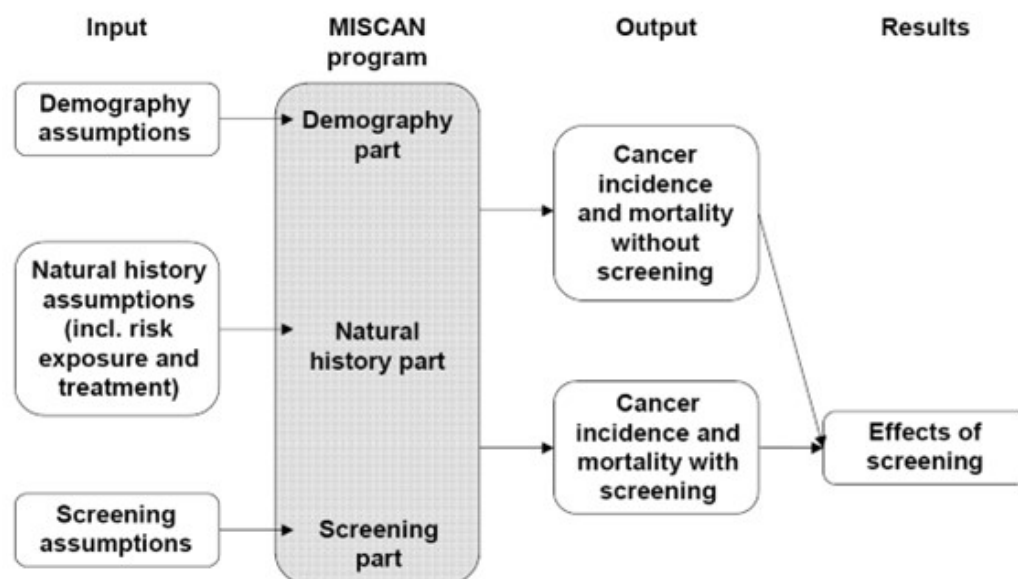 Input
MISCAN
program
Output
Results
Demography
assumptions
Demography
part
Cancer
incidence
and mortality
without
screening
Natural history
assumptions
(incl. risk
exposure and
treatment)
Natural
history part
Cancer
incidence and
mortality with
screening
Effects of
screening
Screening
assumptions
Screening
part